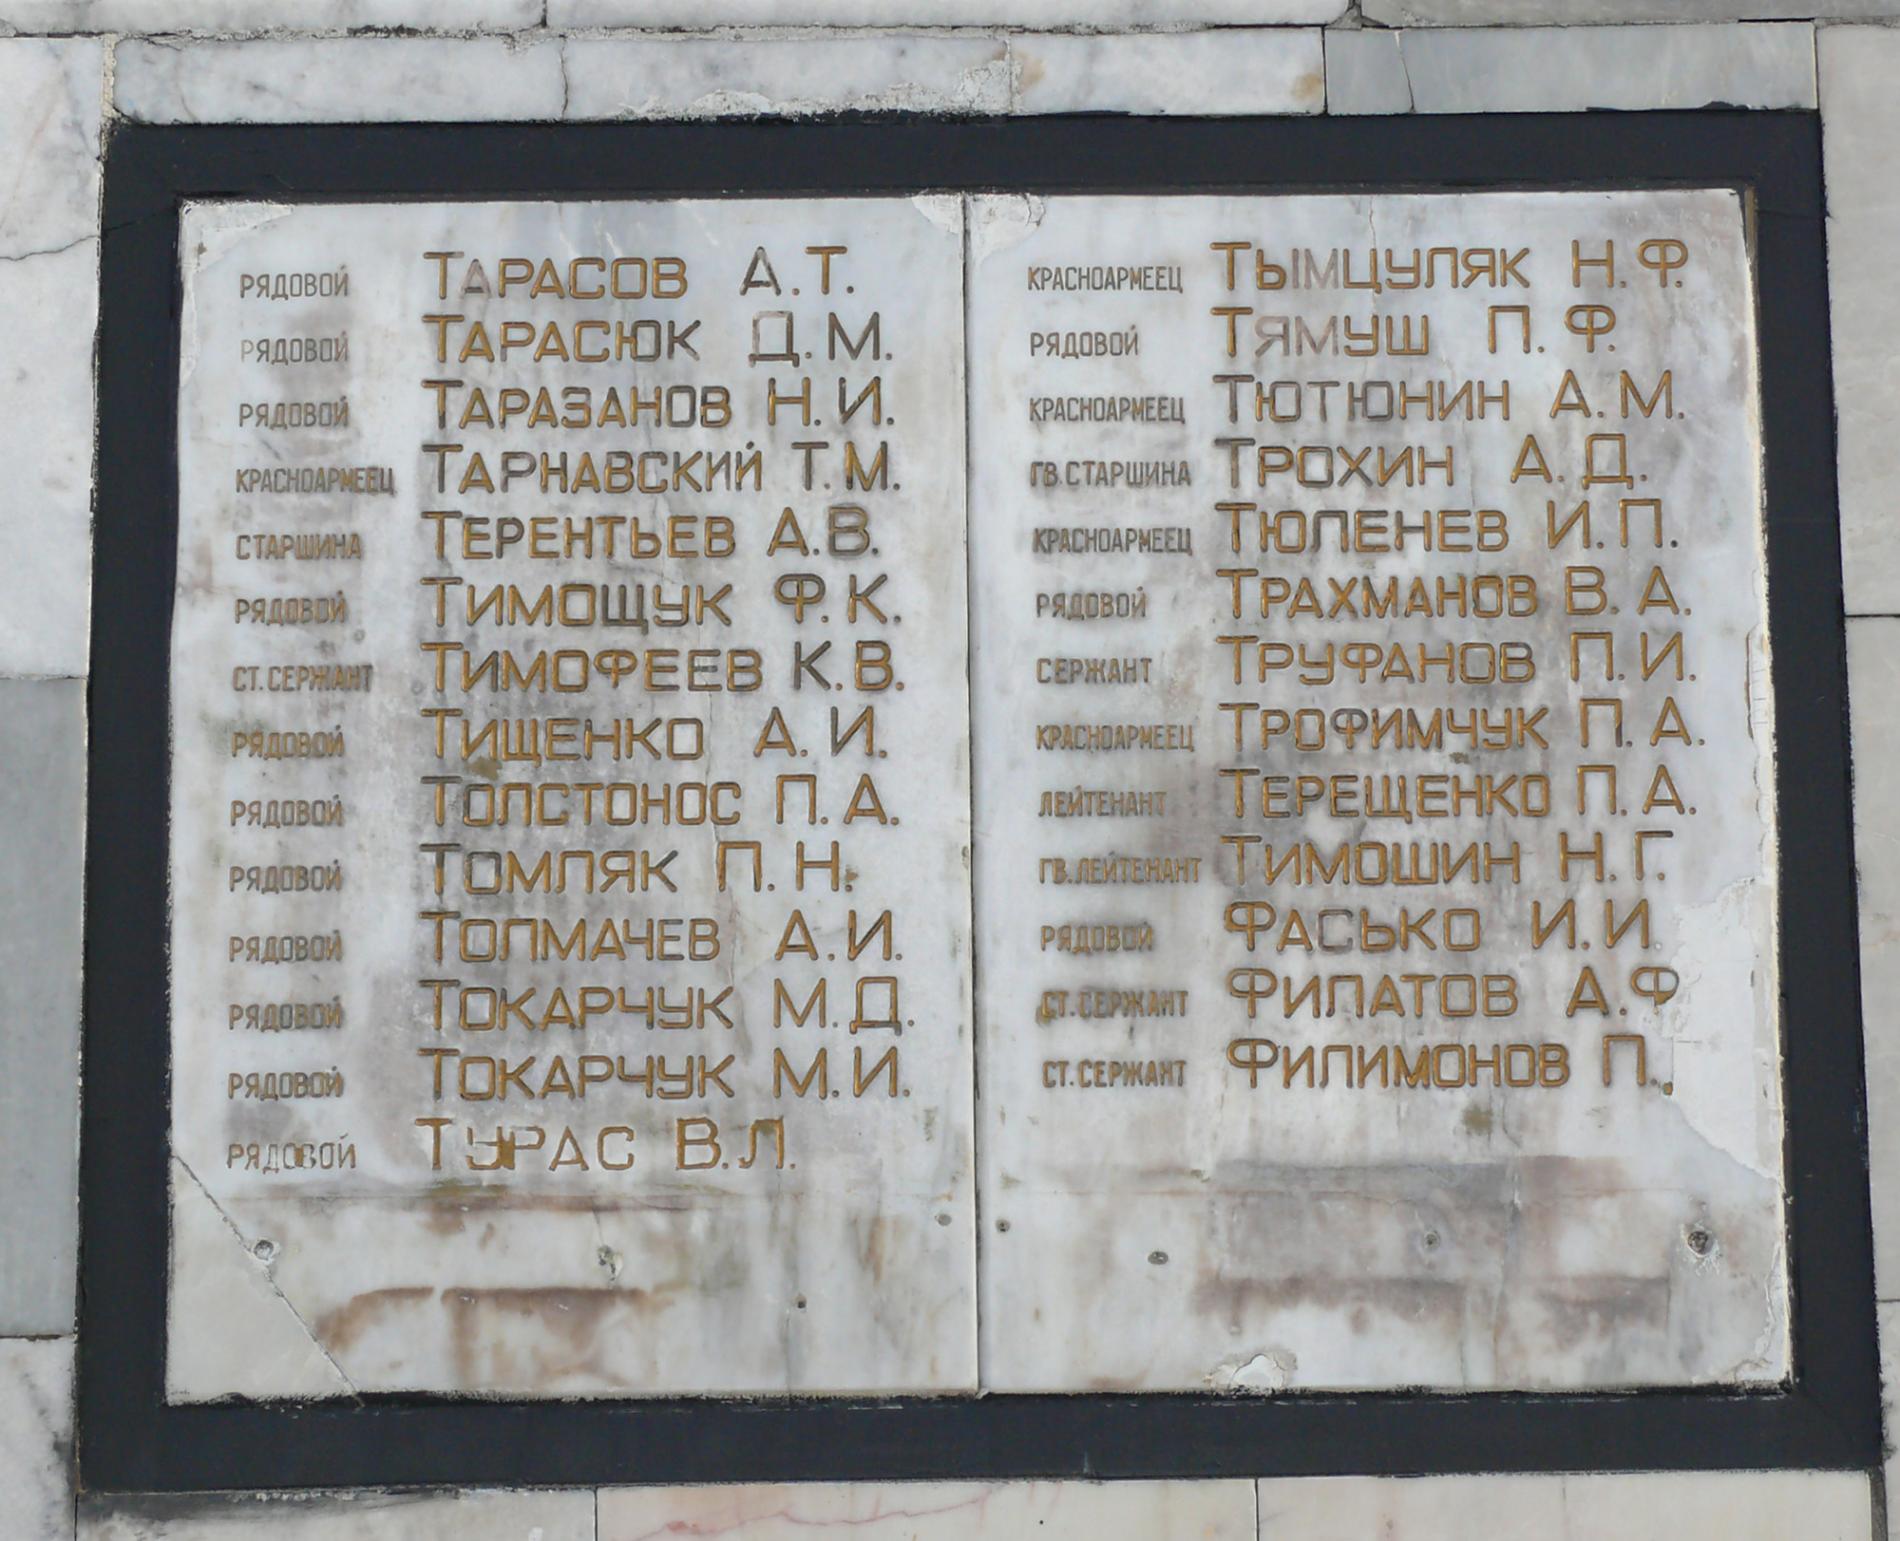 РЯДОВОЙ ТАРАСОВ А.Т.
РЯДОВОЙ ТАРАСЮК Д.М.
РЯДОВОЙ ТАРАЗАНОВ Н.И.
КРАСНОАРМЕЕЦ ТАРНАВСКИЙ Т.М.
СТАРШИНА ТЕРЕНТЬЕВ А.В.
РЯДОВОЙ ТИМОЩУК Ф.К.
СТ.СЕРЖАНТ ТИМОФЕЕВ К.В.
РЯДОВОЙ ТИЩЕНКО А.И.
РЯДОВОЙ ТОЛСТОНОС П.А.
РЯДОВОЙ ТОМЛЯК П.Н.
РЯДОВОЙ ТОЛМАЧЕВ А.И.
РЯДОВОЙ ТОКАРЧУК М.Д.
РЯДОВОЙ ТОКАРЧУК М.И.
РЯДОВОЙ ТУРАС В.Л.
КРАСНОАРМЕЕЦ ТЫМЦУЛЯК Н.Ф.
РЯДОВОЙ ТЯМУШ П.Ф.
КРАСНОАРМЕЕЦ ТЮТЮНИН А.М.
ГВ.СТАРШИНА ТРОХИН А.Д.
КРАСНОАРМЕЕЦ ТЮЛЕНЕВ И.П.
РЯДОВОЙ ТРАХМАНОВ В.А.
СЕРЖАНТ ТРУФАНОВ П.И.
КРАСНОАРМЕЕЦ ТРОФИМЧУК П.А.
ЛЕЙТЕНАНТ ТЕРЕЩЕНКО П.А.
ГВ.ЛЕЙТЕНАНТ ТИМОШИН Н.Г.
РЯДОВОЙ ФАСЬКО И.И.
СТ.СЕРЖАНТ ФИЛАТОВ А.Ф
СТ.СЕРЖАНТ ФИЛИМОНОВ П.